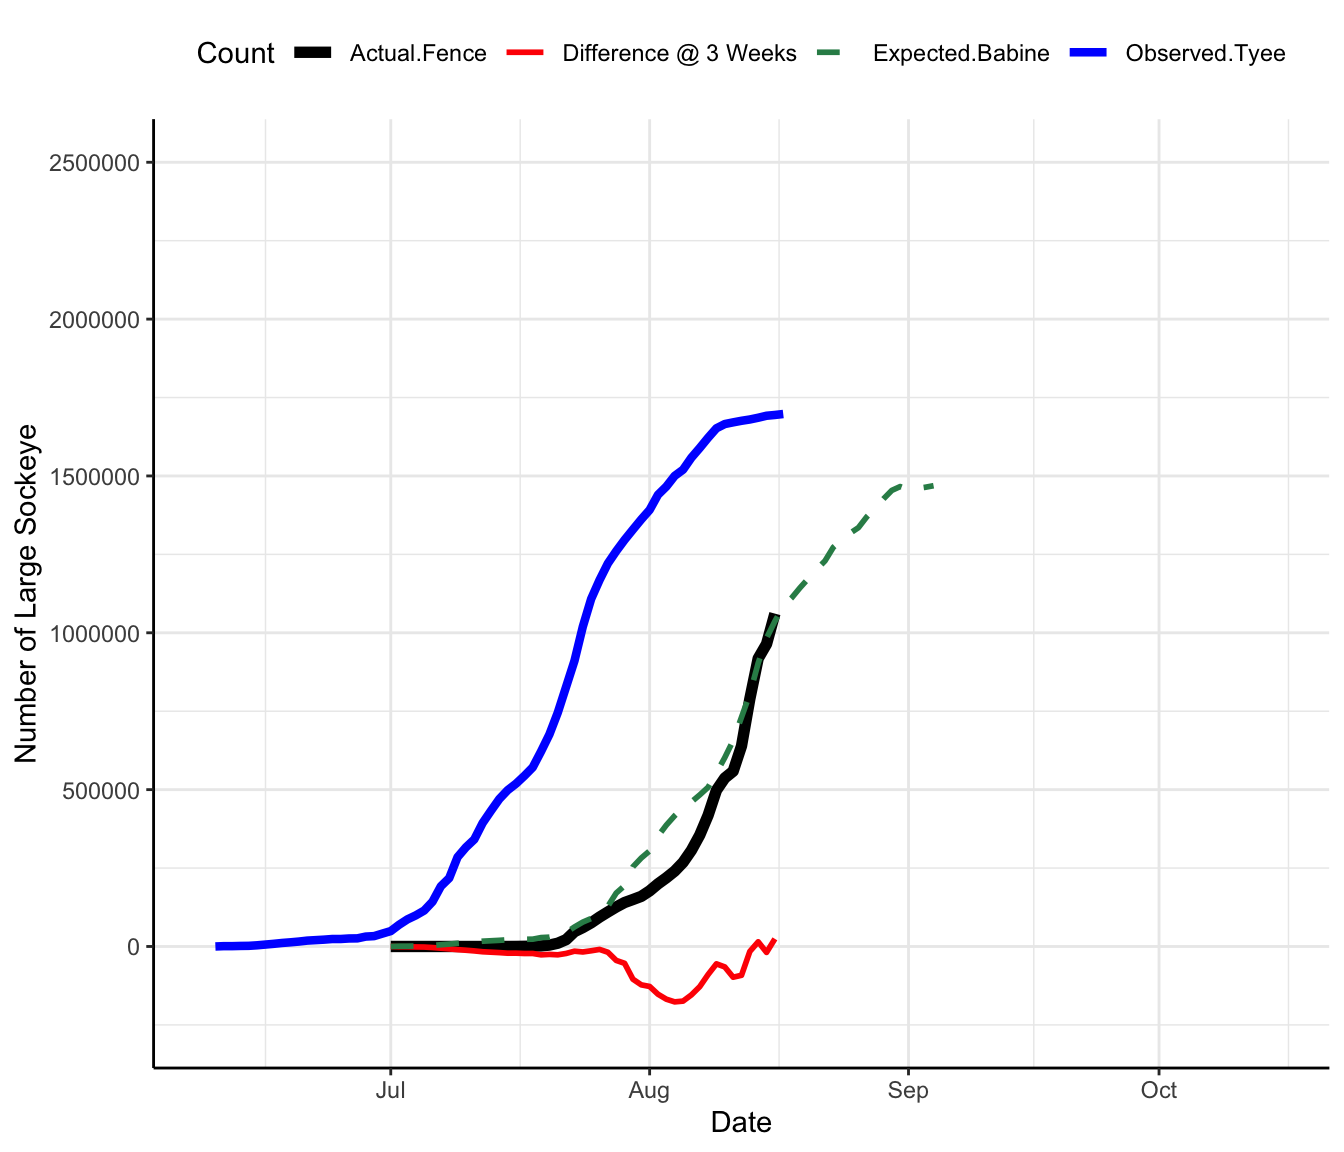 Count Actual.Fence Difference @ 3 Weeks Expected.Babine Observed.Tyee
2500000
2000000
1500000
1000000
500000
0
Number of Large Sockeye
Jul Aug Sep Oct
Date